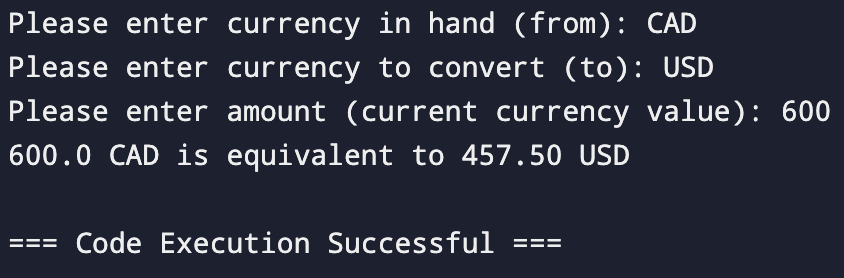 Please enter currency in hand (from): CAD
Please enter currency to convert (to): USD
Please enter amount (current currency value): 600
600.0 CAD is equivalent to 457.50 USD
=== Code Execution Successful ===